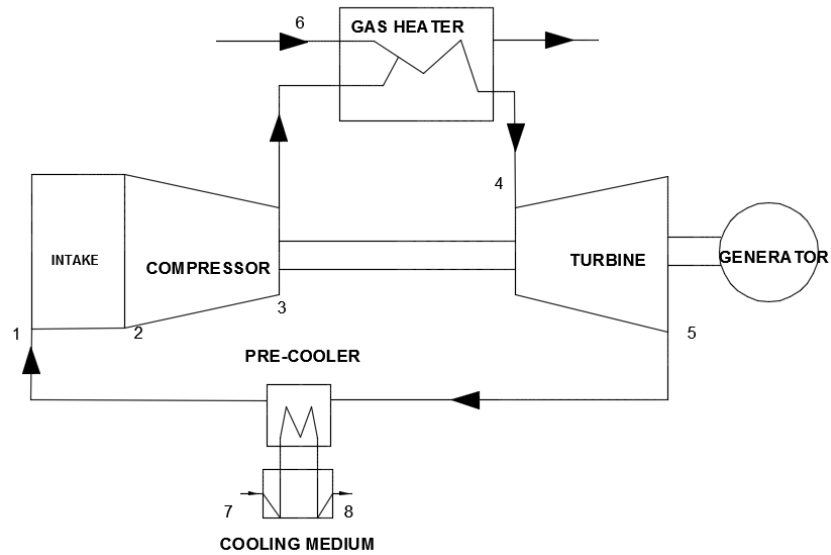 6
GAS HEATER
4
INTAKE
COMPRESSOR
TURBINE
GENERATOR
3
1
2
5
PRE-COOLER
7
8
COOLING MEDIUM